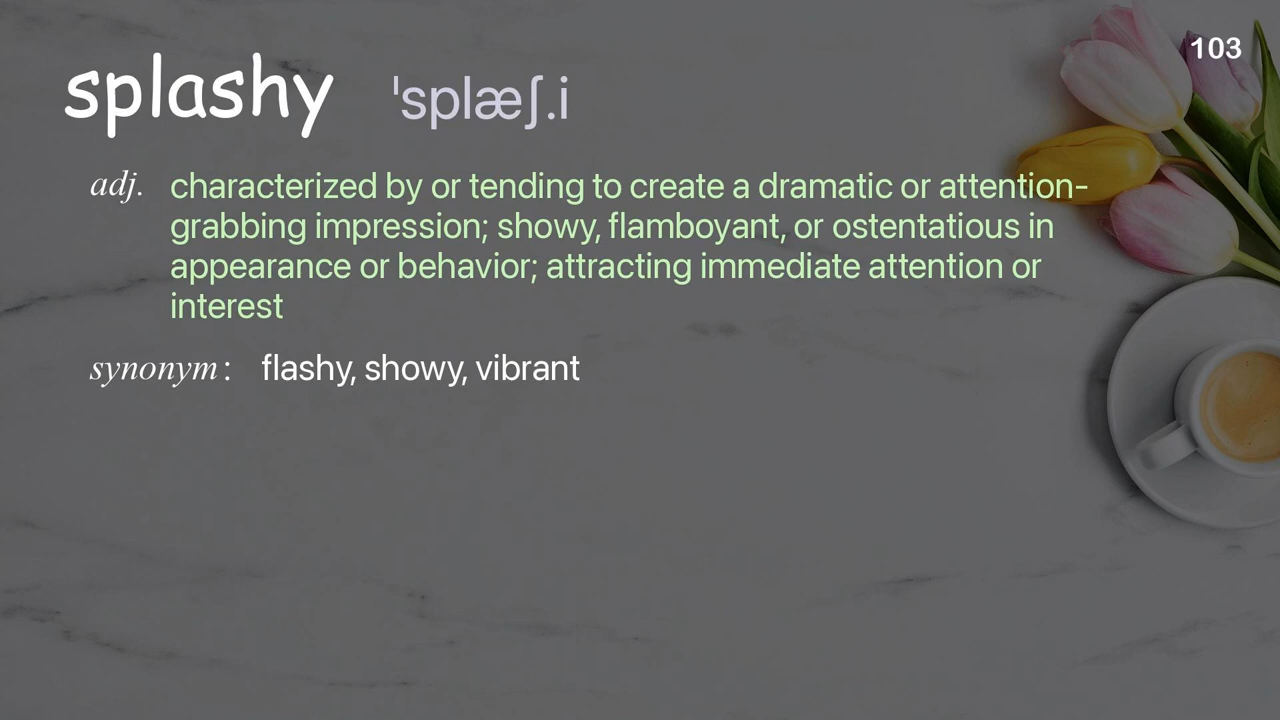 103
splashy ˈsplæʃ.i
adj. characterized by or tending to create a dramatic or attention-
grabbing impression; showy, flamboyant, or ostentatious in
appearance or behavior; attracting immediate attention or
interest
synonym: flashy, showy, vibrant